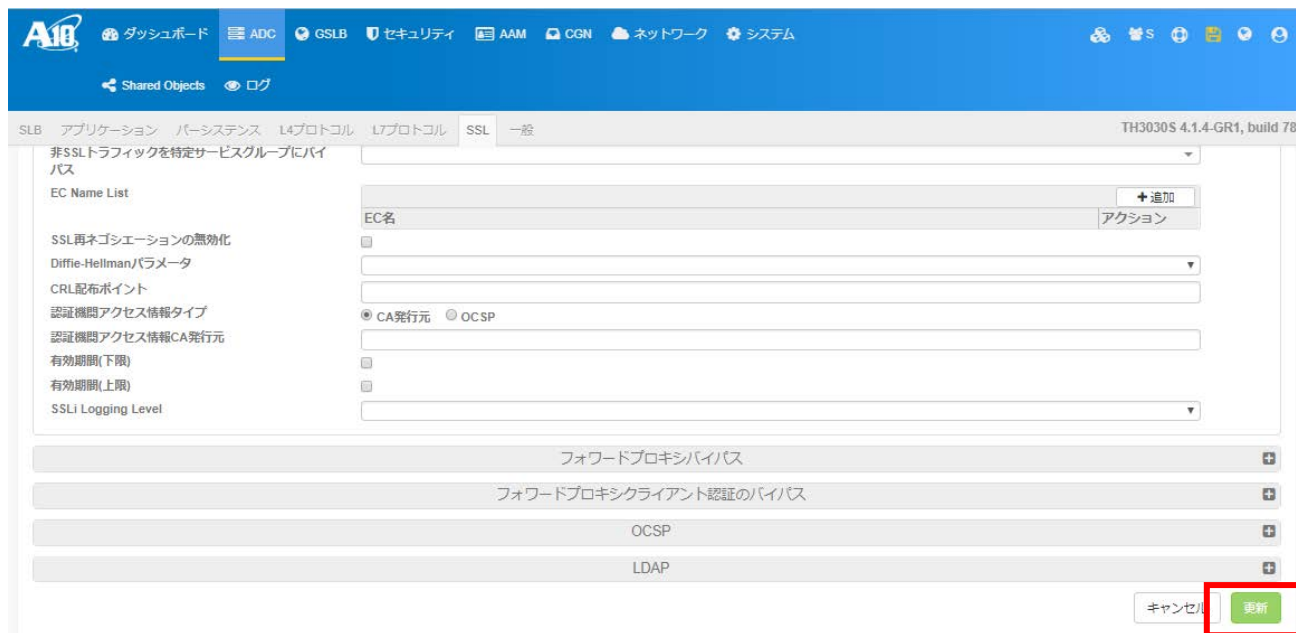 A10 ダッシュボード ADC GSLB セキュリティ AAM CGN ネットワーク システム S
Shared Objects ログ
SLB アプリケーション パーシステンス L4プロトコル L7プロトコル SSL 一般 TH3030S 4.1.4-GR1, build 78
非SSLトラフィックを特定サービスグループにバイ
パス
EC Name List
追加
EC名 アクション
SSL再ネゴシエーションの無効化
Diffie-Hellmanパラメータ
CRL配布ポイント
認証機関アクセス情報タイプ CA発行元 OCSP
認証機関アクセス情報CA発行元
有効期間(下限)
有効期間(上限)
SSLi Logging Level
フォワードプロキシバイパス
フォワードプロキシクライアント認証のバイパス
OCSP
LDAP
キャンセル 更新